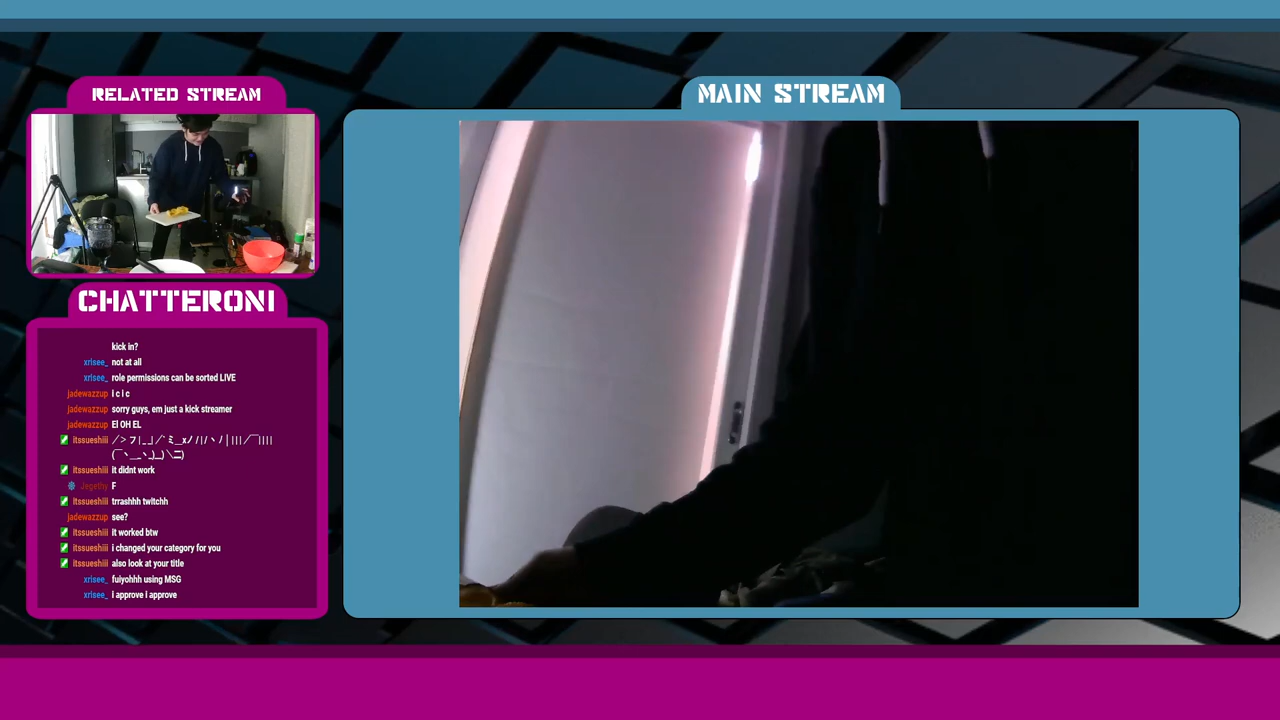 RELATED STREAM
MAIN STREAM
CHATTERONI
kick in?
xrisee_ not at all
xrisee_ role permissions can be sorted LIVE
jadewazzup l c l c
jadewazzup sorry guys, em just a kick streamer
jadewazzup El OH EL
itssueshiii
itssueshiii it didnt work
Jegethy F
itssueshiii trrashhh twitchh
jadewazzup see?
itssueshiii it worked btw
itssueshiii i changed your category for you
itssueshiii also look at your title
xrisee_ fuiyohhh using MSG
xrisee_ i approve i approve